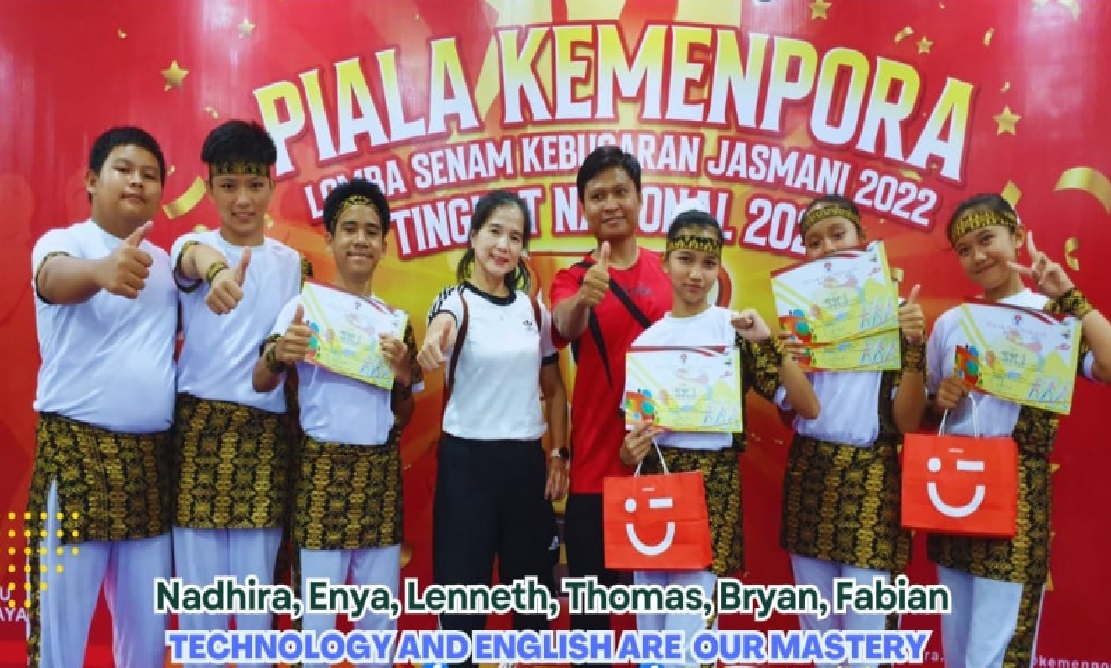 PIALA KEMENPORA
LOMBA SENAM KEBUGARAN JASMANI 2022
TINGKAT NASIONAL 202
Nadhira, Enya, Lenneth, Thomas, Bryan, Fabian
TECHNOLOGY AND ENGLISH ARE OUR MASTERY